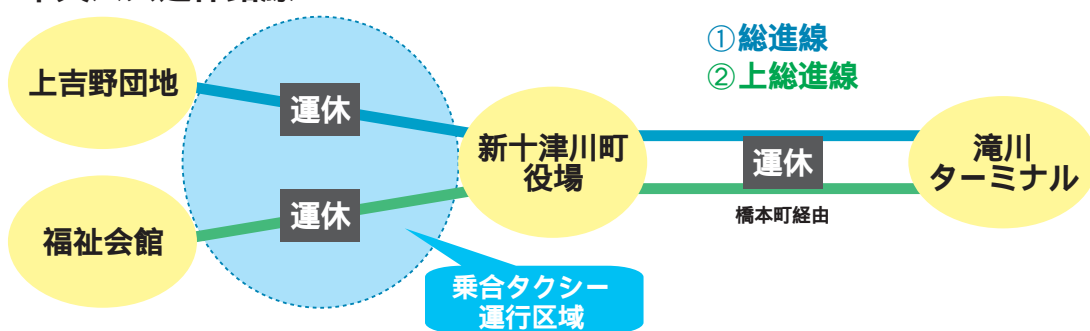 ①総進線
②上総進線
上吉野団地
運休
新十津川町
役場
運休
滝川
ターミナル
橋本町経由
福祉会館
運休
乗合タクシー
運行区域